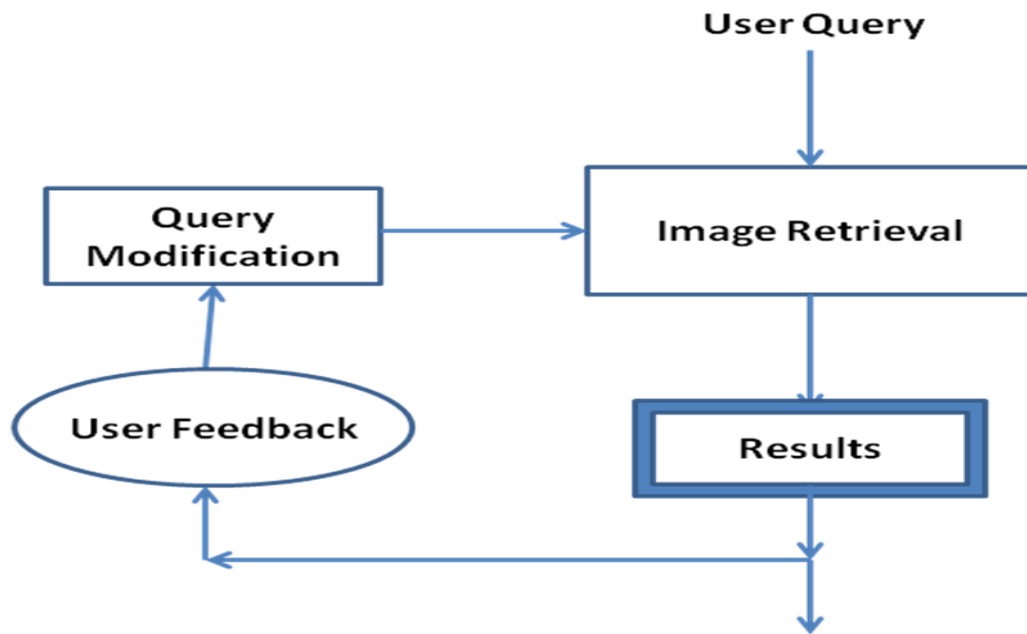 User Query
Query
Modification
Image Retrieval
User Feedback
Results